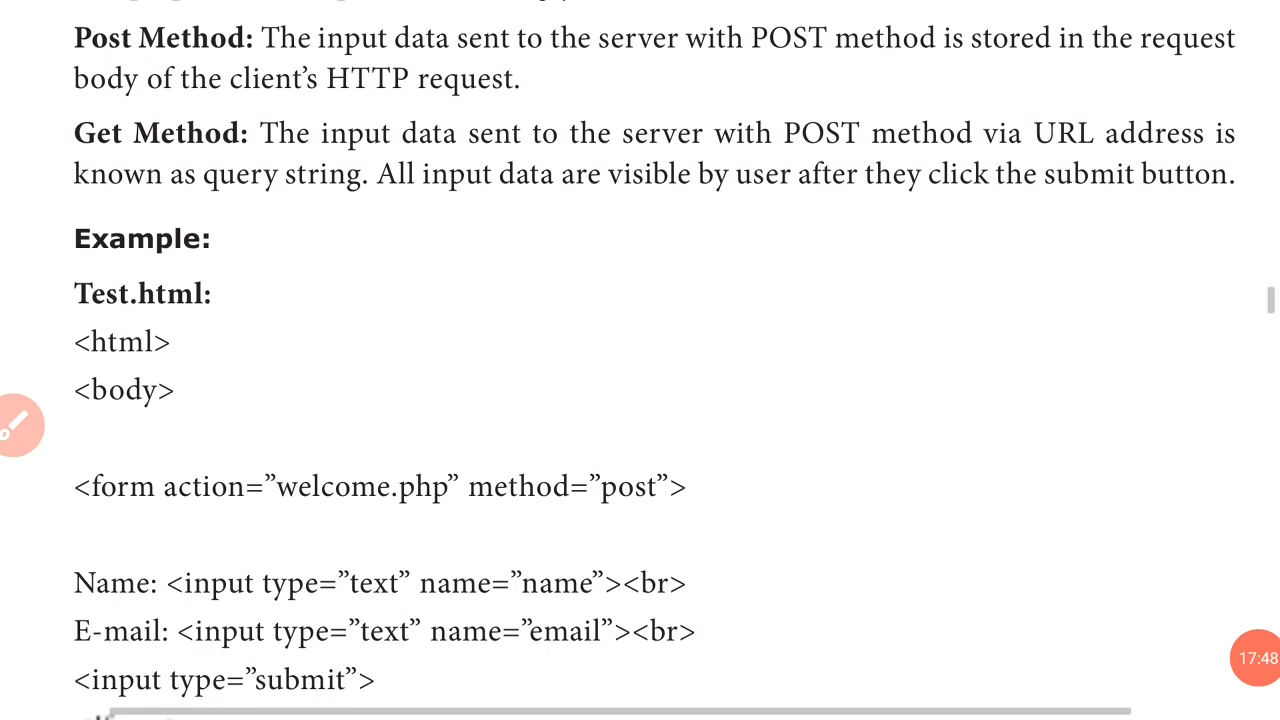 Post Method: The input data sent to the server with POST method is stored in the request
body of the client’s HTTP request.
Get Method: The input data sent to the server with POST method via URL address is
known as query string. All input data are visible by user after they click the submit button.
Example:
Test.html:
<html>
<body>
<form action=”welcome.php” method=”post”>
Name: <input type=”text” name=”name”><br>
E-mail: <input type=”text” name=”email”><br>
17:48
<input type=”submit”>